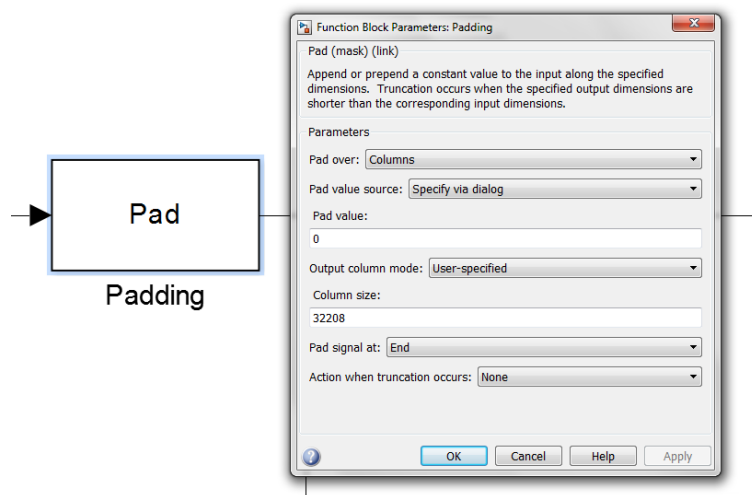 Function Block Parameters: Padding
Pad (mask) (link)
Append or prepend a constant value to the input along the specified
dimensions.  Truncation occurs when the specified output dimensions are
shorter than the corresponding input dimensions.
Parameters
Pad over: Columns
Pad value source: Specify via dialog
Pad value:
0
Output column mode: User-specified
Column size:
32208
Pad signal at: End
Action when truncation occurs: None
OK Cancel Help Apply
Pad
Padding